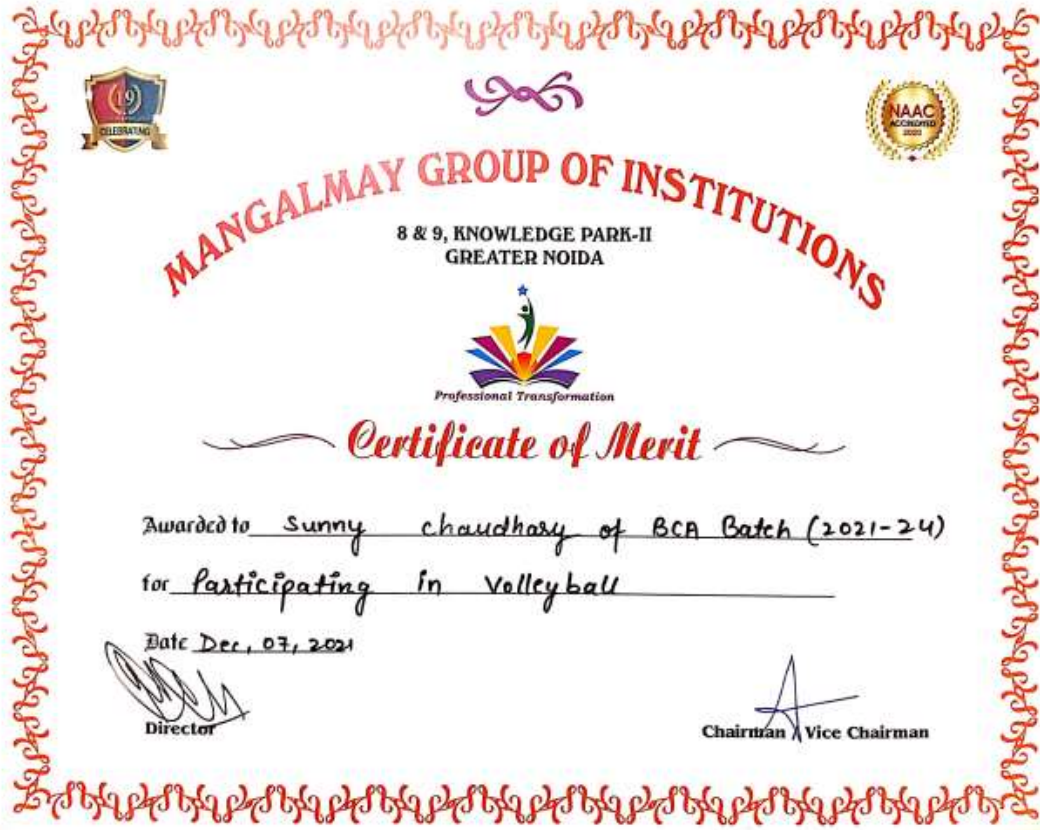 19
CELEBRATING
NAAC
ACCREDITED
2020
MANGALMAY GROUP OF INSTITUTIONS
8 & 9, KNOWLEDGE PARK-II
GREATER NOIDA
Professional Transformation
Certificate of Merit
Awarded to Sunny chaudhary of BCA Batch (2021-24)
for Participating in Volleyball
Date Dec, 07, 2021
Director
Chairman / Vice Chairman